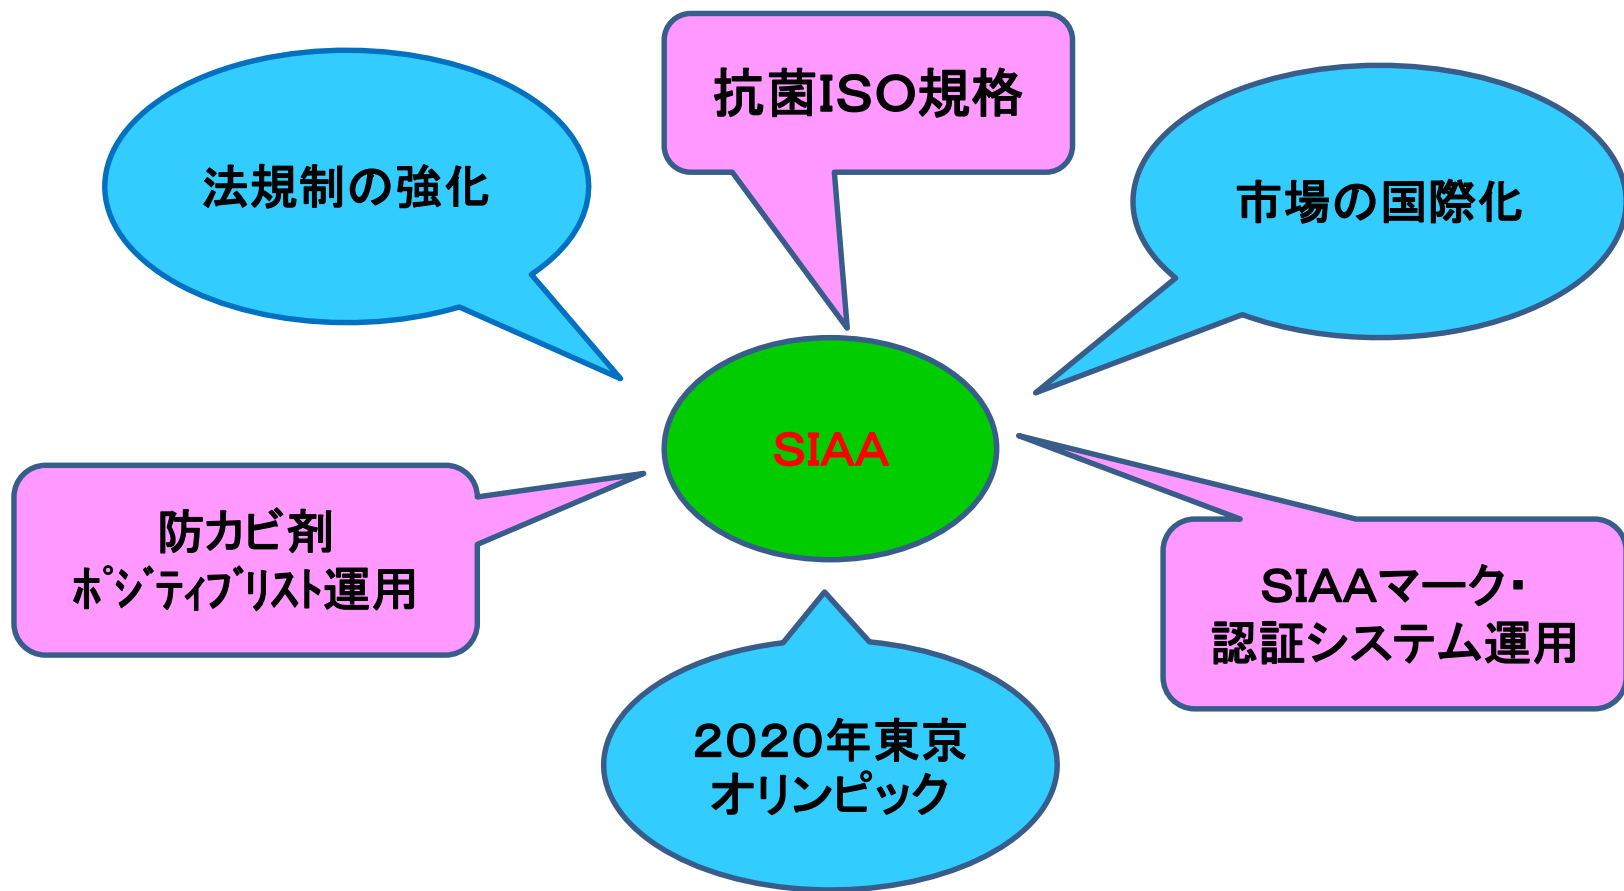 抗菌ISO規格
法規制の強化
市場の国際化
SIAA
防カビ剤
ﾎﾟｼﾞﾃｨﾌﾞﾘｽﾄ運用
SIAAマーク・
認証システム運用
2020年東京
オリンピック